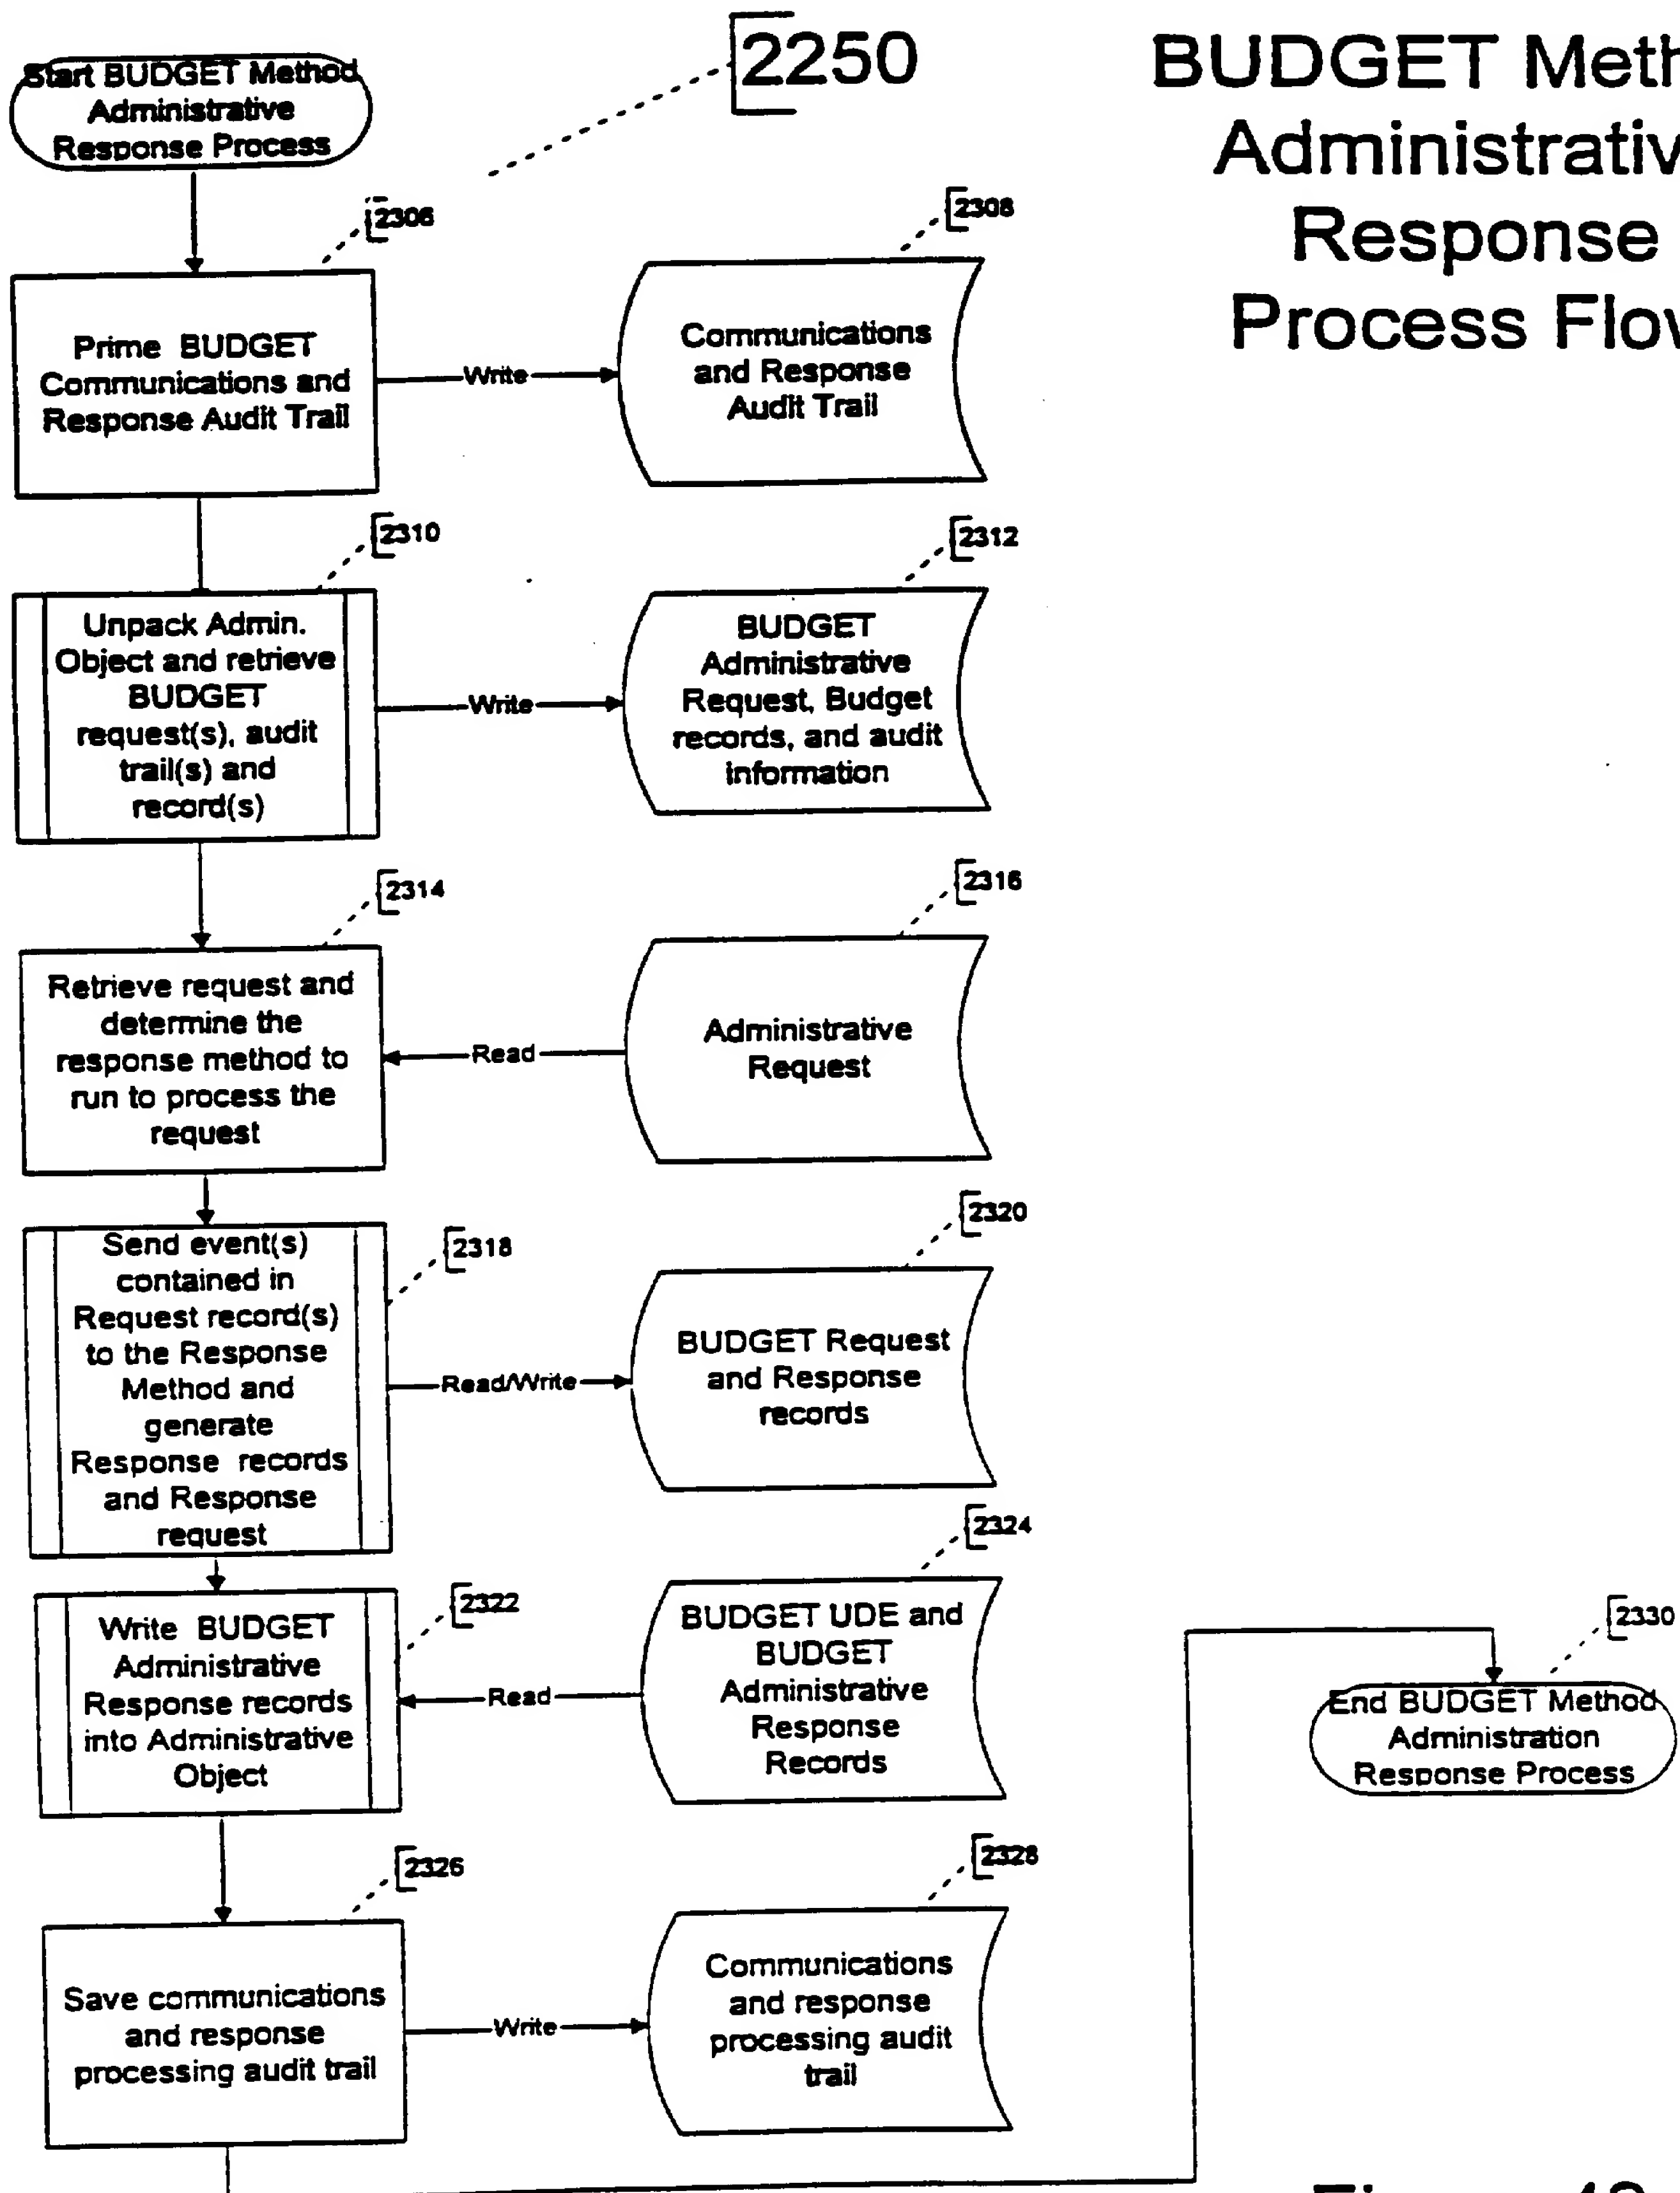 2250
BUDGET Meth
Administrativ
Response
Process Flow
Start BUDGET Method
Administrative
Response Process
2306
2308
Prime BUDGET
Communications and
Response Audit Trail
Write
Communications
and Response
Audit Trail
2310
2312
Unpack Admin.
Object and retrieve
BUDGET
request(s), audit
trail(s) and
record(s)
Write
BUDGET
Administrative
Request, Budget
records, and audit
information
2314
2316
Retrieve request and
determine the
response method to
run to process the
request
Read
Administrative
Request
2318
2320
Send event(s)
contained in
Request record(s)
to the Response
Method and
generate
Response records
and Response
request
Read/Write
BUDGET Request
and Response
records
2322
2324
Write BUDGET
Administrative
Response records
into Administrative
Object
Read
BUDGET UDE and
BUDGET
Administrative
Response
Records
2330
End BUDGET Method
Administration
Response Process
2326
2328
Save communications
and response
processing audit trail
Write
Communications
and response
processing audit
trail